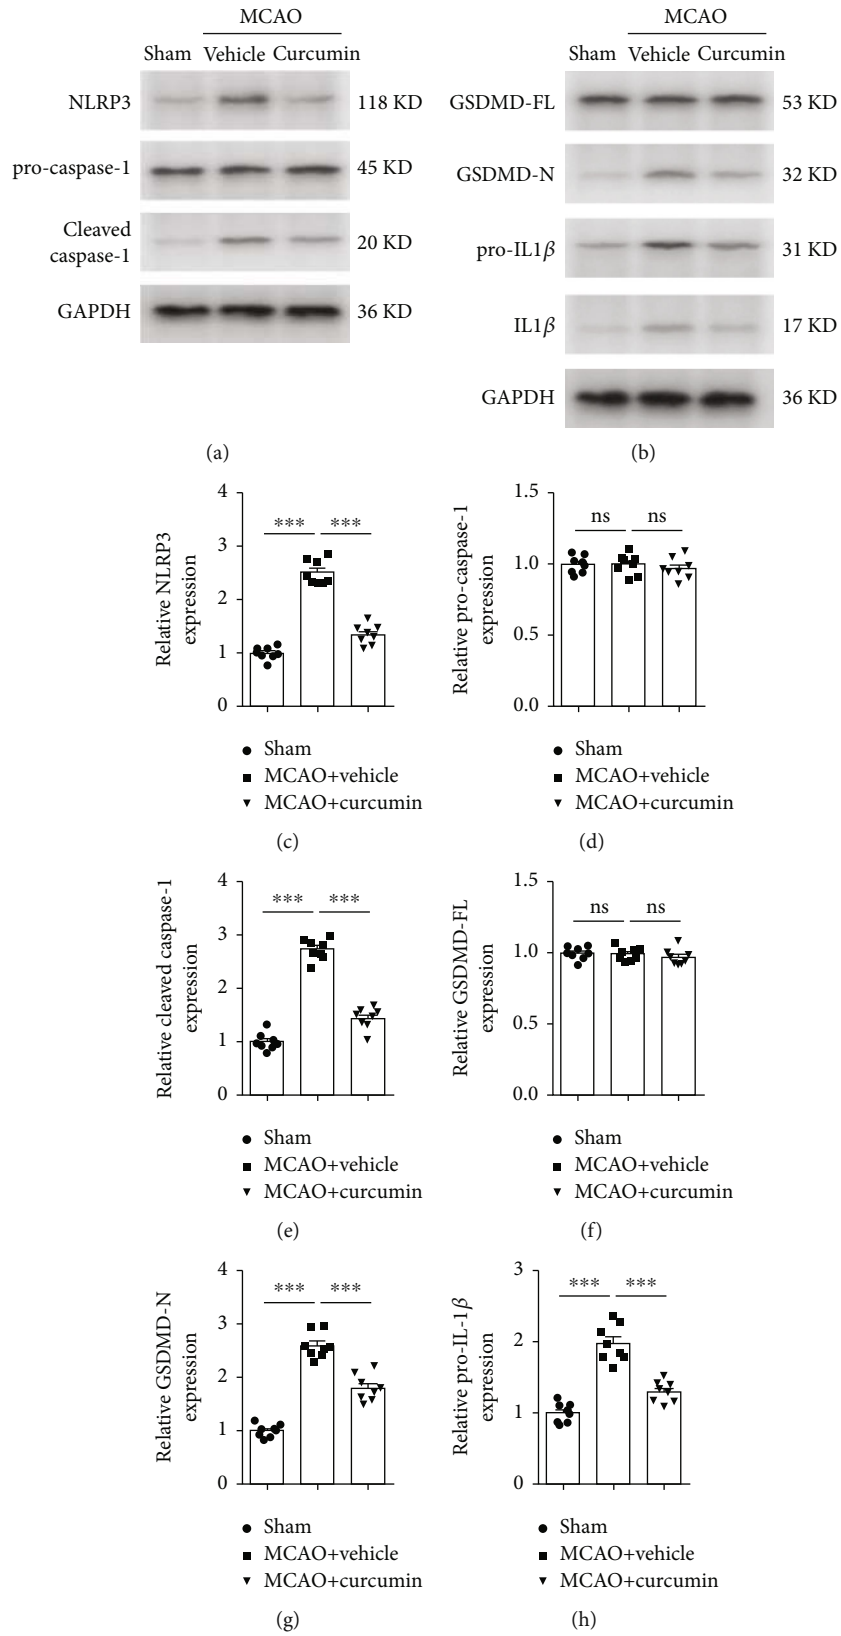 MCAO
Sham Vehicle Curcumin
NLRP3 118 KD
pro-caspase-1 45 KD
Cleaved
caspase-1
20 KD
GAPDH 36 KD
(a)
MCAO
Sham Vehicle Curcumin
GSDMD-FL 53 KD
GSDMD-N 32 KD
pro-IL1β 31 KD
IL1β 17 KD
GAPDH 36 KD
(b)
Relative NLRP3
expression
4
3
2
1
0
*** ***
Sham
MCAO+vehicle
MCAO+curcumin
(c)
Relative pro-caspase-1
expression
1.5
1.0
0.5
0.0
ns ns
Sham
MCAO+vehicle
MCAO+curcumin
(d)
Relative cleaved caspase-1
expression
4
3
2
1
0
*** ***
Sham
MCAO+vehicle
MCAO+curcumin
(e)
Relative GSDMD-FL
expression
1.5
1.0
0.5
0.0
ns ns
Sham
MCAO+vehicle
MCAO+curcumin
(f)
Relative GSDMD-N
expression
4
3
2
1
0
*** ***
Sham
MCAO+vehicle
MCAO+curcumin
(g)
Relative pro-IL-1β
expression
3
2
1
0
*** ***
Sham
MCAO+vehicle
MCAO+curcumin
(h)